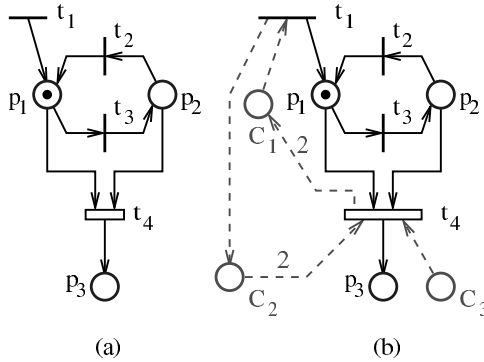 t1 t1
t2 t2
p1 p2 p1 p2
t3 t3
C1 2
t4 t4
p3 2 p3
C2 C3
(a) (b)